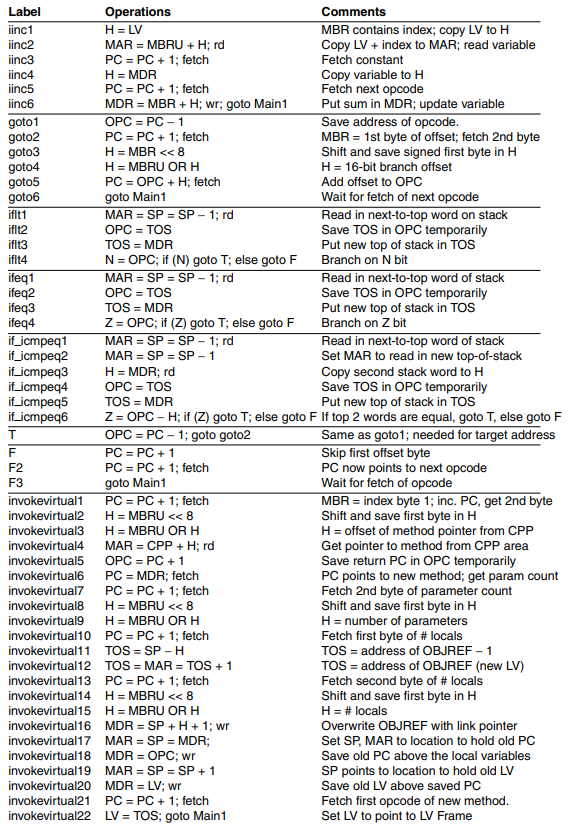 Label Operations Comments
iinc1 H = LV MBR contains index; copy LV to H
iinc2 MAR = MBRU + H; rd Copy LV + index to MAR; read variable
iinc3 PC = PC + 1; fetch Fetch constant
iinc4 H = MDR Copy variable to H
iinc5 PC = PC + 1; fetch Fetch next opcode
iinc6 MDR = MBR + H; wr; goto Main1 Put sum in MDR; update variable
goto1 OPC = PC − 1 Save address of opcode.
goto2 PC = PC + 1; fetch MBR = 1st byte of offset; fetch 2nd byte
goto3 H = MBR << 8 Shift and save signed first byte in H
goto4 H = MBRU OR H H = 16-bit branch offset
goto5 PC = OPC + H; fetch Add offset to OPC
goto6 goto Main1 Wait for fetch of next opcode
iflt1 MAR = SP = SP − 1; rd Read in next-to-top word on stack
iflt2 OPC = TOS Save TOS in OPC temporarily
iflt3 TOS = MDR Put new top of stack in TOS
iflt4 N = OPC; if (N) goto T; else goto F Branch on N bit
ifeq1 MAR = SP = SP − 1; rd Read in next-to-top word of stack
ifeq2 OPC = TOS Save TOS in OPC temporarily
ifeq3 TOS = MDR Put new top of stack in TOS
ifeq4 Z = OPC; if (Z) goto T; else goto F Branch on Z bit
if_icmpeq1 MAR = SP = SP − 1; rd Read in next-to-top word of stack
if_icmpeq2 MAR = SP = SP − 1 Set MAR to read in new top-of-stack
if_icmpeq3 H = MDR; rd Copy second stack word to H
if_icmpeq4 OPC = TOS Save TOS in OPC temporarily
if_icmpeq5 TOS = MDR Put new top of stack in TOS
if_icmpeq6 Z = OPC − H; if (Z) goto T; else goto F If top 2 words are equal, goto T, else goto F
T OPC = PC − 1; goto goto2 Same as goto1; needed for target address
F PC = PC + 1 Skip first offset byte
F2 PC = PC + 1; fetch PC now points to next opcode
F3 goto Main1 Wait for fetch of opcode
invokevirtual1 PC = PC + 1; fetch MBR = index byte 1; inc. PC, get 2nd byte
invokevirtual2 H = MBRU << 8 Shift and save first byte in H
invokevirtual3 H = MBRU OR H H = offset of method pointer from CPP
invokevirtual4 MAR = CPP + H; rd Get pointer to method from CPP area
invokevirtual5 OPC = PC + 1 Save return PC in OPC temporarily
invokevirtual6 PC = MDR; fetch PC points to new method; get param count
invokevirtual7 PC = PC + 1; fetch Fetch 2nd byte of parameter count
invokevirtual8 H = MBRU << 8 Shift and save first byte in H
invokevirtual9 H = MBRU OR H H = number of parameters
invokevirtual10 PC = PC + 1; fetch Fetch first byte of # locals
invokevirtual11 TOS = SP − H TOS = address of OBJREF − 1
invokevirtual12 TOS = MAR = TOS + 1 TOS = address of OBJREF (new LV)
invokevirtual13 PC = PC + 1; fetch Fetch second byte of # locals
invokevirtual14 H = MBRU << 8 Shift and save first byte in H
invokevirtual15 H = MBRU OR H H = # locals
invokevirtual16 MDR = SP + H + 1; wr Overwrite OBJREF with link pointer
invokevirtual17 MAR = SP = MDR; Set SP, MAR to location to hold old PC
invokevirtual18 MDR = OPC; wr Save old PC above the local variables
invokevirtual19 MAR = SP = SP + 1 SP points to location to hold old LV
invokevirtual20 MDR = LV; wr Save old LV above saved PC
invokevirtual21 PC = PC + 1; fetch Fetch first opcode of new method.
invokevirtual22 LV = TOS; goto Main1 Set LV to point to LV Frame